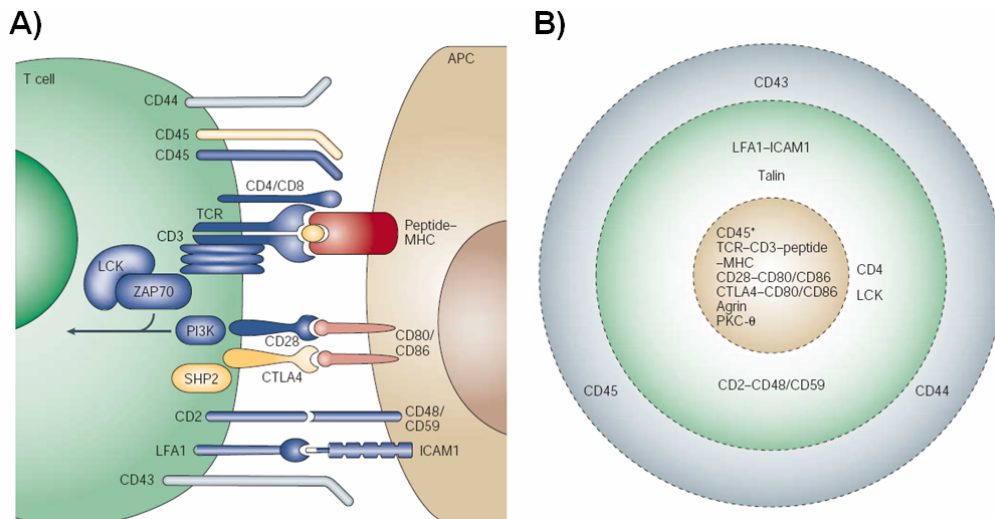 A)
T cell
APC
CD44
CD45
CD45
CD4/CD8
TCR
CD3
Peptide–
MHC
LCK
ZAP70
PI3K
CD28
CD80/
CD86
SHP2
CTLA4
CD2
CD48/
CD59
LFA1
ICAM1
CD43
B)
CD43
LFA1–ICAM1
Talin
CD45*
TCR–CD3–peptide
–MHC
CD28–CD80/CD86
CTLA4–CD80/CD86
Agrin
PKC-θ
CD4
LCK
CD2–CD48/CD59
CD45
CD44